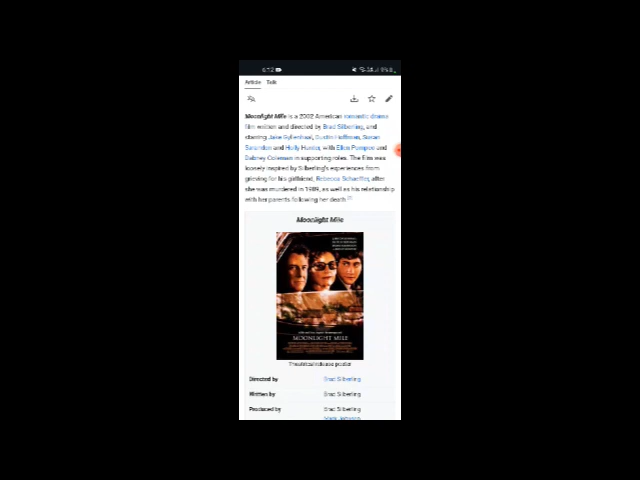 Article Talk
Moonlight Mile is a 2002 American romantic drama
film written and directed by Brad Silberling, and
starring Jake Gyllenhaal, Dustin Hoffman, Susan
Sarandon and Holly Hunter, with Ellen Pompeo and
Dabney Coleman in supporting roles. The film was
loosely inspired by Silberling's experiences from
grieving for his girlfriend, Rebecca Schaeffer, after
she was murdered in 1989, as well as his relationship
with her parents following her death.
Moonlight Mile
MOONLIGHT MILE
Theatrical release poster
Directed by Brad Silberling
Written by Brad Silberling
Produced by Brad Silberling
Mark Johnson